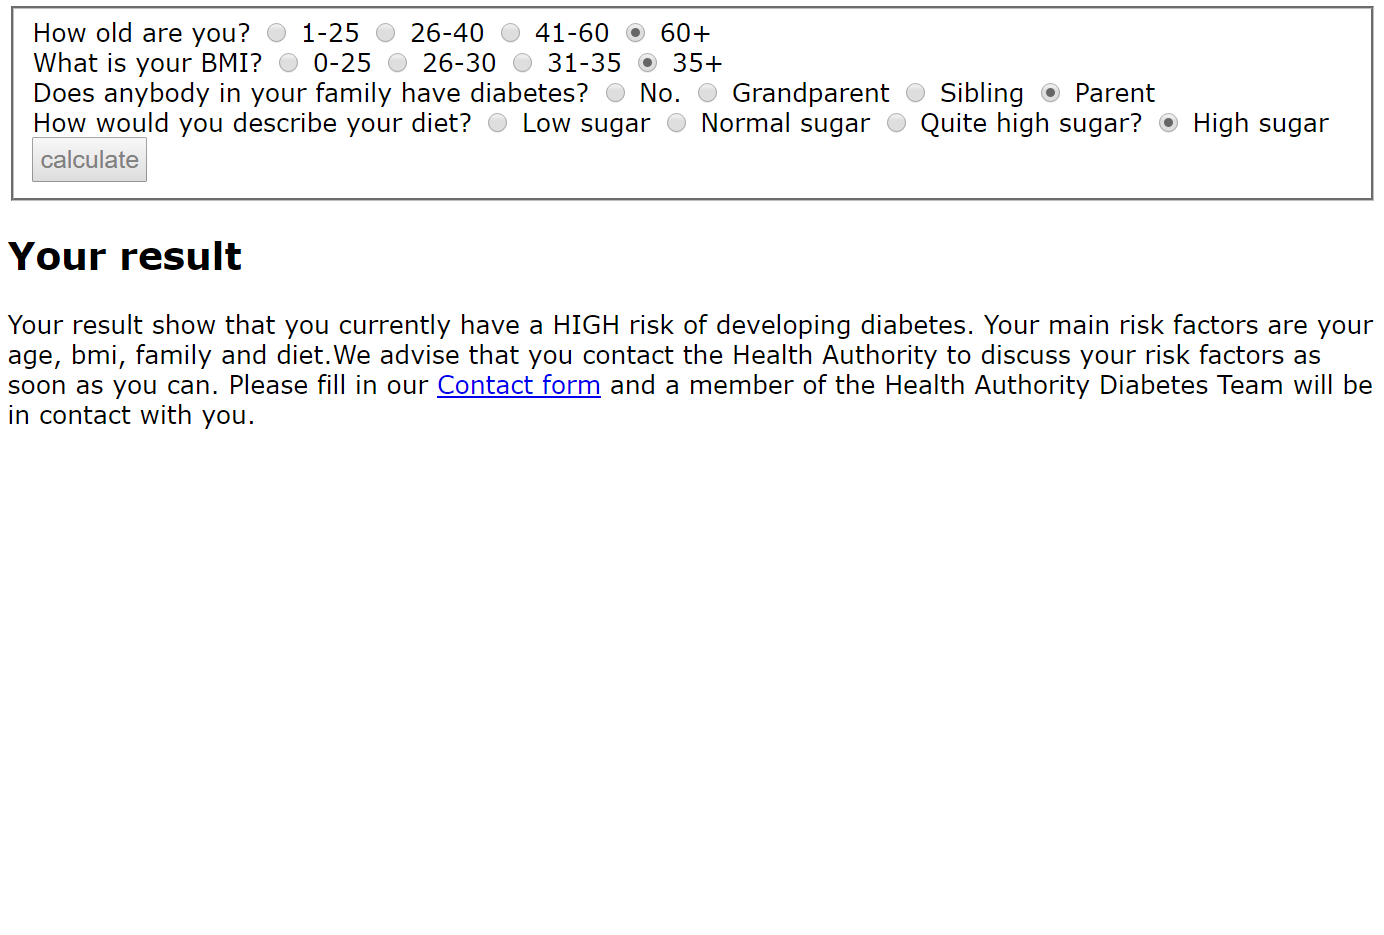 How old are you? 1-25 26-40 41-60 60+
What is your BMI? 0-25 26-30 31-35 35+
Does anybody in your family have diabetes? No. Grandparent Sibling Parent
How would you describe your diet? Low sugar Normal sugar Quite high sugar? High sugar
calculate
Your result
Your result show that you currently have a HIGH risk of developing diabetes. Your main risk factors are your
age, bmi, family and diet.We advise that you contact the Health Authority to discuss your risk factors as
soon as you can. Please fill in our Contact form and a member of the Health Authority Diabetes Team will be
in contact with you.